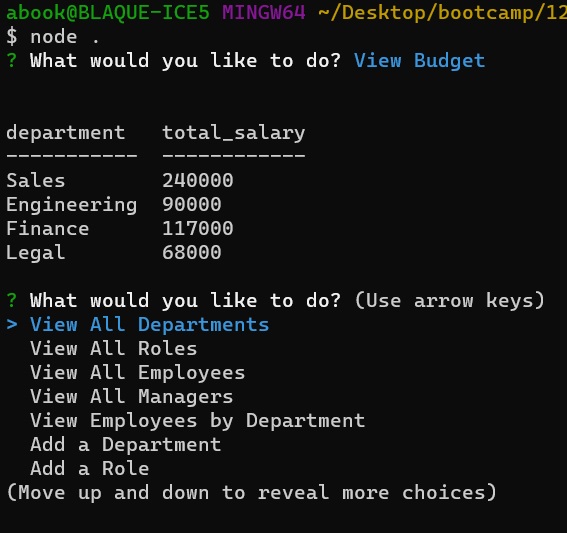 abook@BLAQUE-ICE5 MINGW64 ~/Desktop/bootcamp/12
$ node .
? What would you like to do? View Budget
department   total_salary
-----------  ------------
Sales        240000
Engineering  90000
Finance      117000
Legal        68000
? What would you like to do? (Use arrow keys)
> View All Departments
  View All Roles
  View All Employees
  View All Managers
  View Employees by Department
  Add a Department
  Add a Role
(Move up and down to reveal more choices)